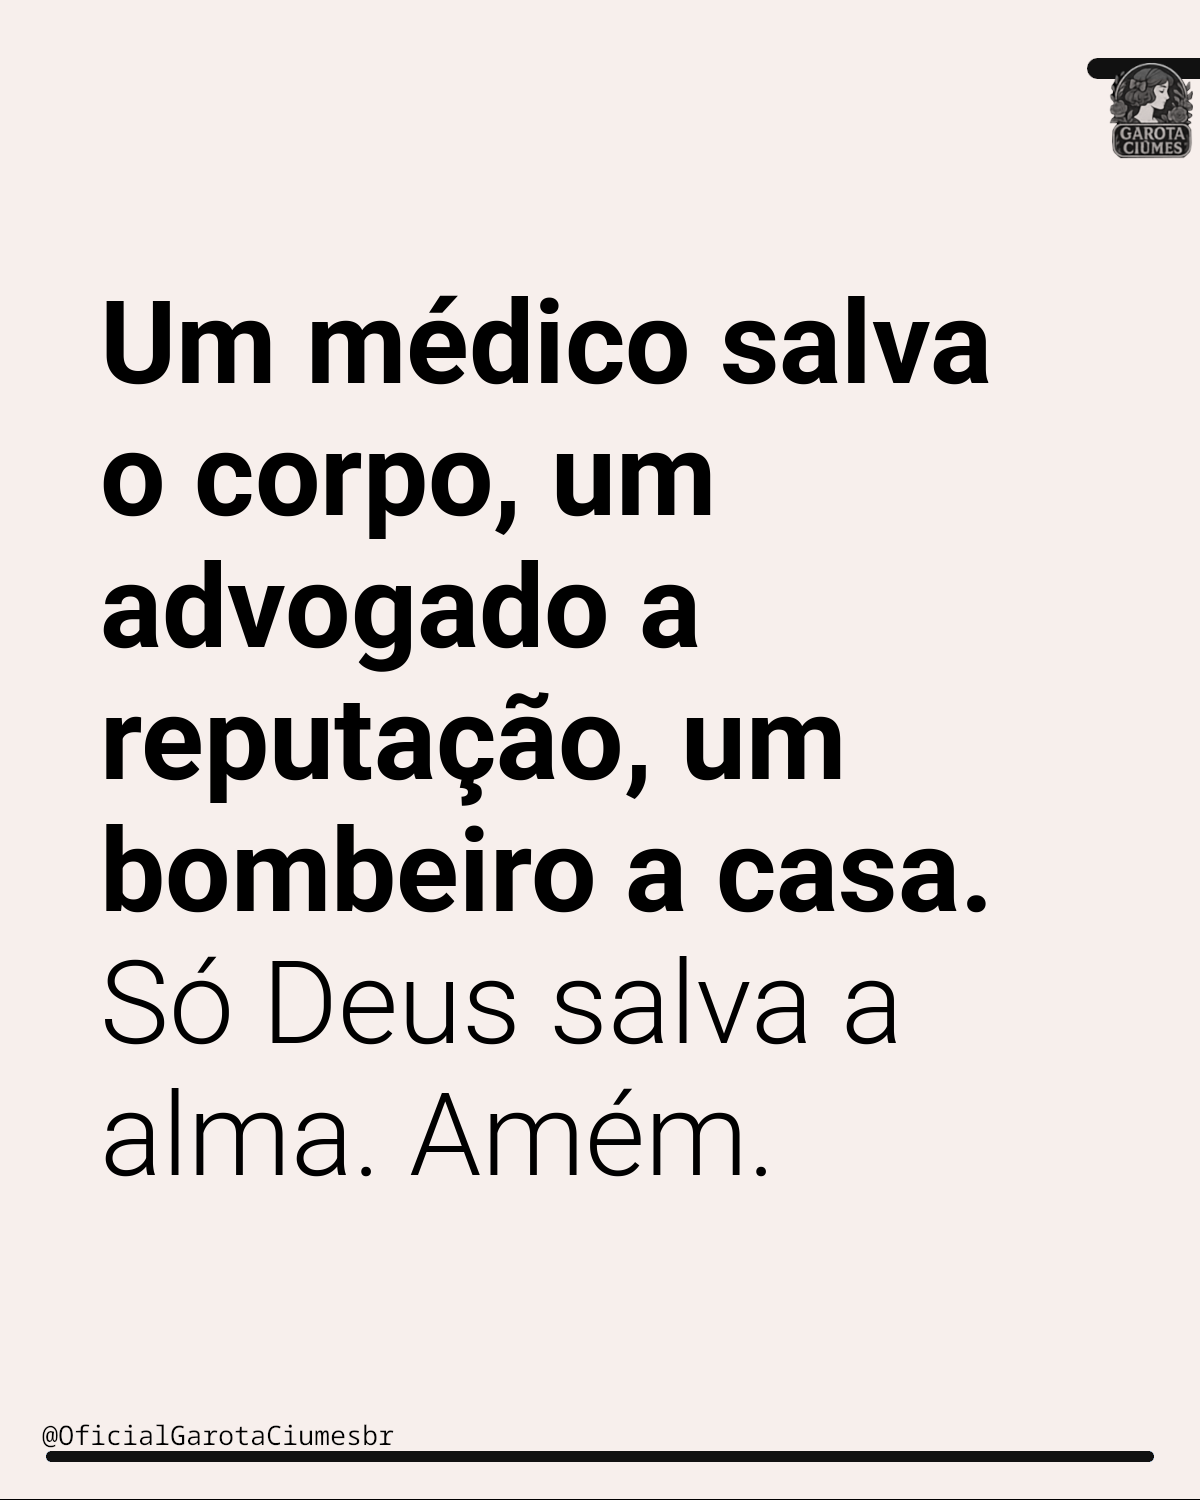 GAROTA
CIÚMES
Um médico salva
o corpo, um
advogado a
reputação, um
bombeiro a casa.
Só Deus salva a
alma. Amém.
@OficialGarotaCiumesbr